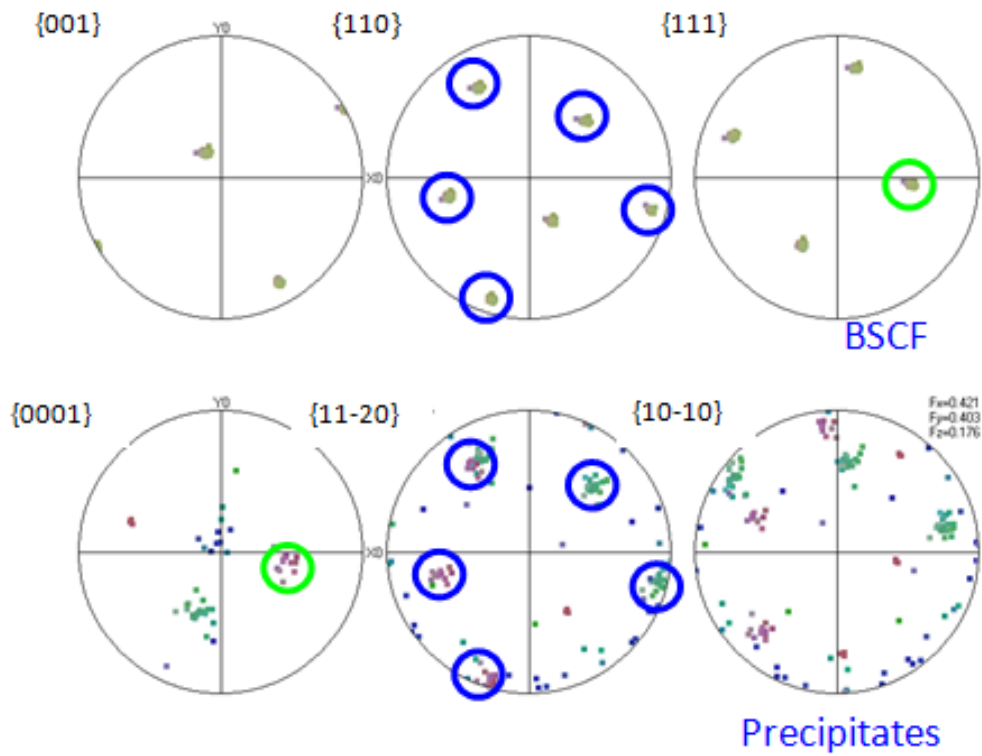 {001}
Y0
{110}
{111}
X0
BSCF
{0001}
Y0
{11-20}
{10-10}
Fx=0.421
Fy=0.403
Fz=0.176
X0
Precipitates